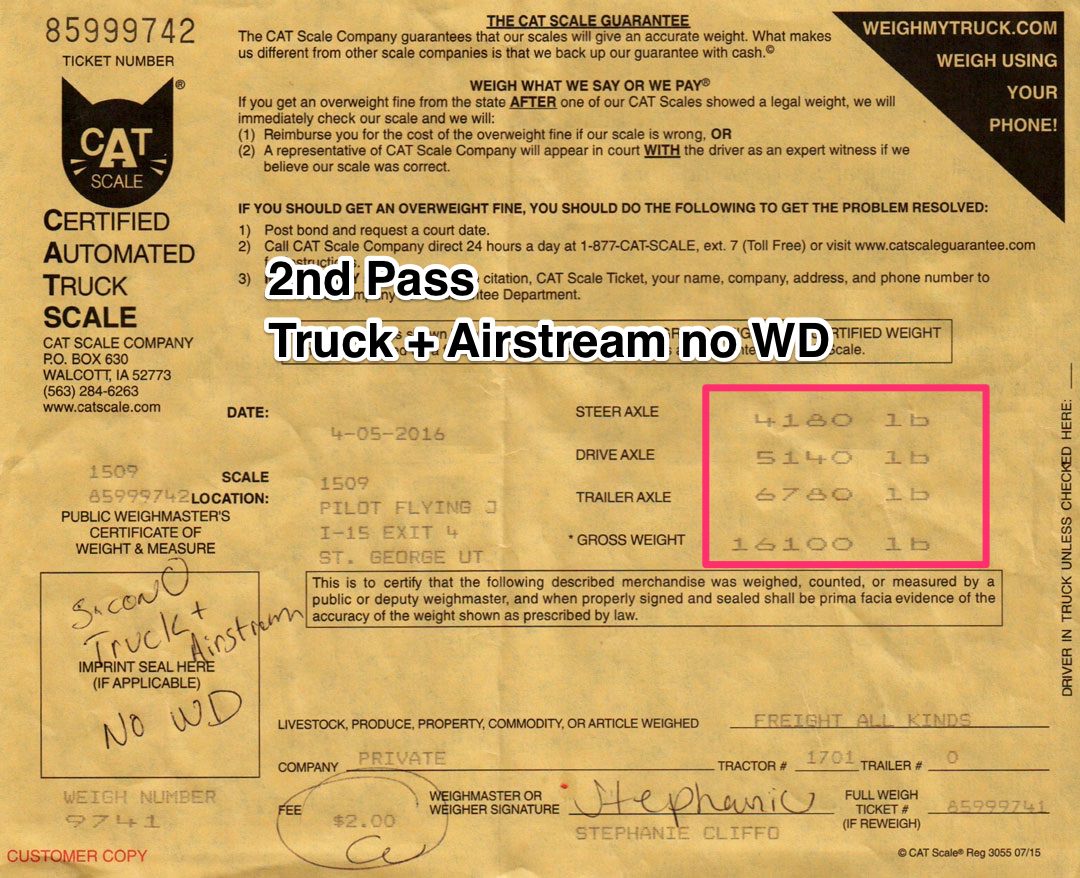 85999742
TICKET NUMBER
CAT
SCALE
®
CERTIFIED
AUTOMATED
TRUCK
SCALE
CAT SCALE COMPANY
P.O. BOX 630
WALCOTT, IA 52773
(563) 284-6263
www.catscale.com
THE CAT SCALE GUARANTEE
The CAT Scale Company guarantees that our scales will give an accurate weight. What makes
us different from other scale companies is that we back up our guarantee with cash.©
WEIGH WHAT WE SAY OR WE PAY®
If you get an overweight fine from the state AFTER one of our CAT Scales showed a legal weight, we will
immediately check our scale and we will:
(1) Reimburse you for the cost of the overweight fine if our scale is wrong, OR
(2) A representative of CAT Scale Company will appear in court WITH the driver as an expert witness if we
believe our scale was correct.
WEIGHMYTRUCK.COM
WEIGH USING
YOUR
PHONE!
IF YOU SHOULD GET AN OVERWEIGHT FINE, YOU SHOULD DO THE FOLLOWING TO GET THE PROBLEM RESOLVED:
1) Post bond and request a court date.
2) Call CAT Scale Company direct 24 hours a day at 1-877-CAT-SCALE, ext. 7 (Toll Free) or visit www.catscaleguarantee.com
3) citation, CAT Scale Ticket, your name, company, address, and phone number to
Department.
2nd Pass
Truck + Airstream no WD
WEIGHT
Scale.
DATE:
4-05-2016
1509
85999742
SCALE
LOCATION:
1509
PILOT FLYING J
I-15 EXIT 4
ST. GEORGE UT
PUBLIC WEIGHMASTER'S
CERTIFICATE OF
WEIGHT & MEASURE
STEER AXLE 4180 lb
DRIVE AXLE 5140 lb
TRAILER AXLE 6780 lb
* GROSS WEIGHT 16100 lb
DRIVER IN TRUCK UNLESS CHECKED HERE:
This is to certify that the following described merchandise was weighed, counted, or measured by a
public or deputy weighmaster, and when properly signed and sealed shall be prima facia evidence of the
accuracy of the weight shown as prescribed by law.
Second
Truck +
Airstream
IMPRINT SEAL HERE
(IF APPLICABLE)
No WD
LIVESTOCK, PRODUCE, PROPERTY, COMMODITY, OR ARTICLE WEIGHED FREIGHT ALL KINDS
COMPANY PRIVATE TRACTOR # 1701 TRAILER # 0
WEIGH NUMBER
9741
FEE $2.00
WEIGHMASTER OR
WEIGHER SIGNATURE
Stephanie
STEPHANIE CLIFFO
FULL WEIGH
TICKET #
(IF REWEIGH)
85999741
CUSTOMER COPY
© CAT Scale® Reg 3055 07/15